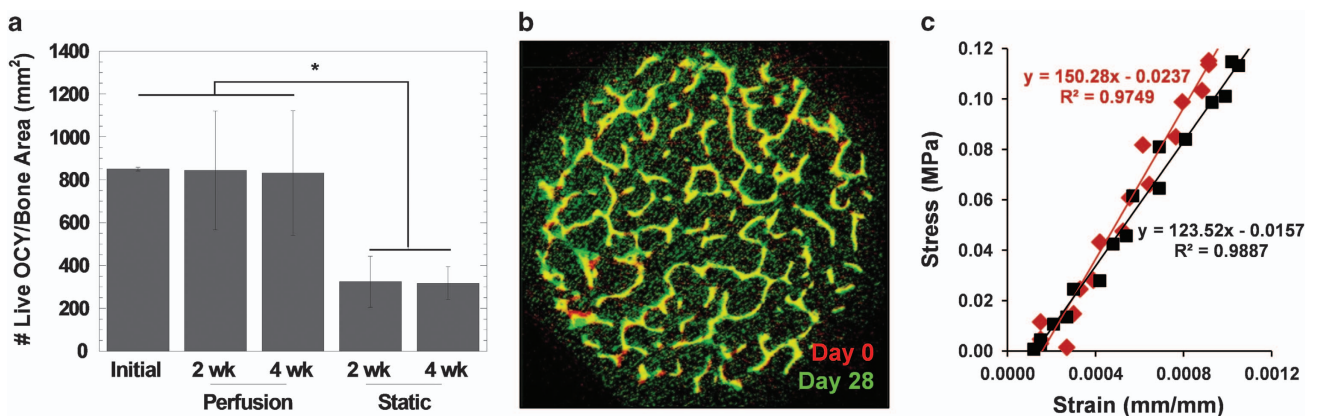 a
# Live OCY/Bone Area (mm²)
1400
1200
1000
800
600
400
200
0
*
Initial 2 wk 4 wk 2 wk 4 wk
Perfusion Static
b
Day 0
Day 28
c
Stress (MPa)
0.12
0.10
0.08
0.06
0.04
0.02
0.00
y = 150.28x - 0.0237
R² = 0.9749
y = 123.52x - 0.0157
R² = 0.9887
0.0000 0.0004 0.0008 0.0012
Strain (mm/mm)